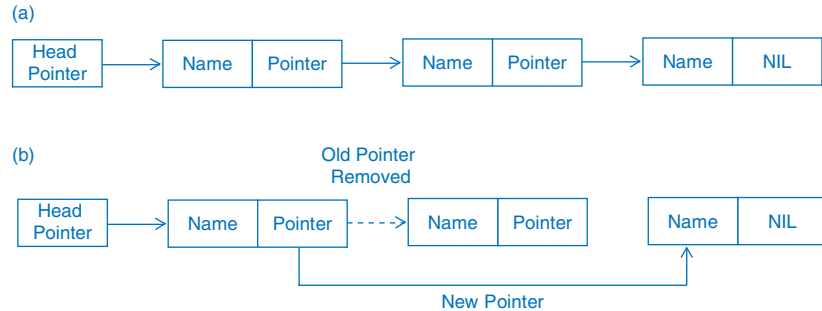 (a)
Head
Pointer
Name Pointer
Name Pointer
Name NIL
(b)
Old Pointer
Removed
Head
Pointer
Name Pointer
Name Pointer
Name NIL
New Pointer